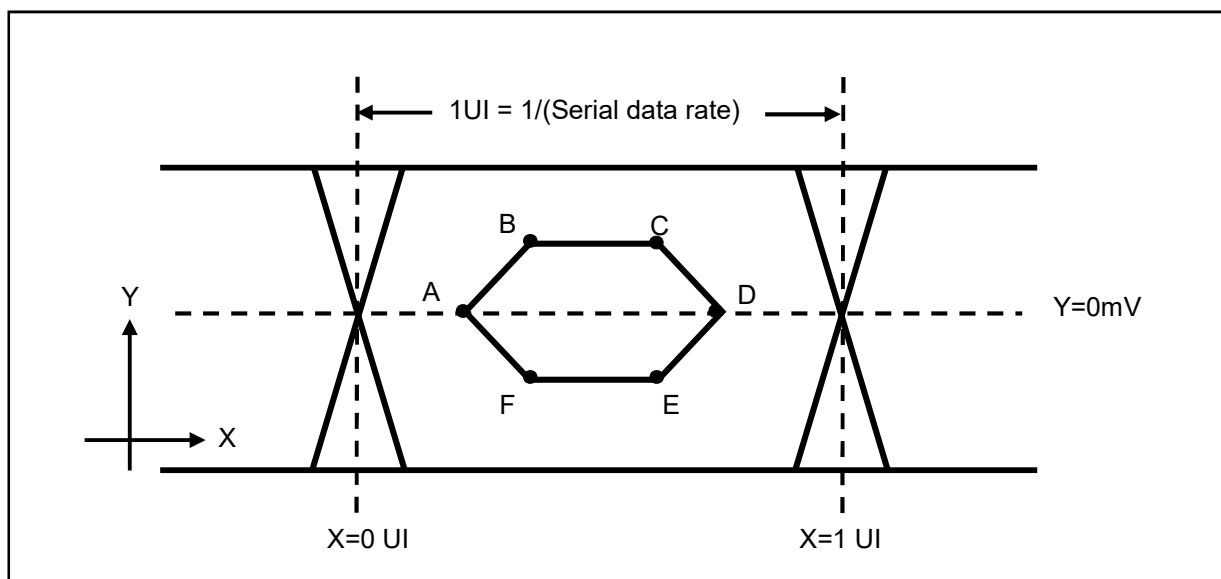 1UI = 1/(Serial data rate)
B
C
A
D
Y
Y=0mV
F
E
X
X=0 UI
X=1 UI